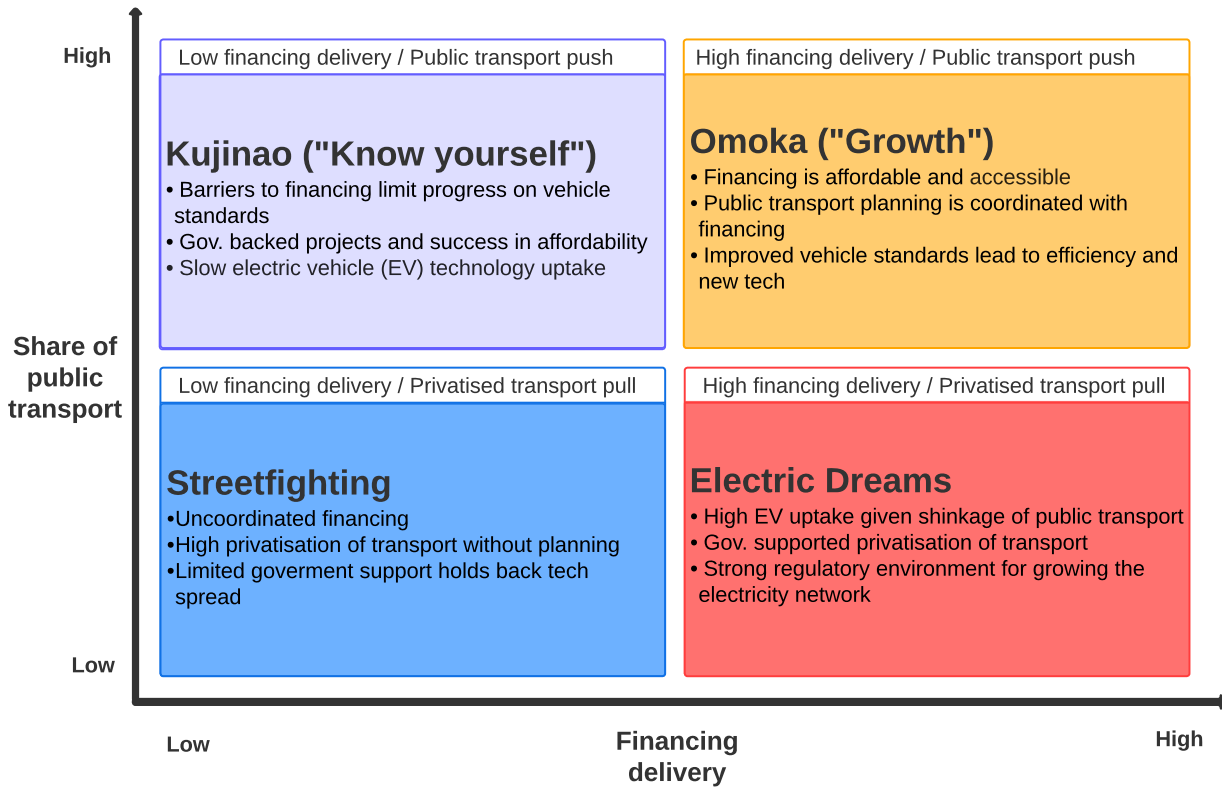 High
Low financing delivery / Public transport push
High financing delivery / Public transport push
Kujinao ("Know yourself")
• Barriers to financing limit progress on vehicle
standards
• Gov. backed projects and success in affordability
• Slow electric vehicle (EV) technology uptake
Omoka ("Growth")
• Financing is affordable and accessible
• Public transport planning is coordinated with
financing
• Improved vehicle standards lead to efficiency and
new tech
Share of
public
transport
Low financing delivery / Privatised transport pull
High financing delivery / Privatised transport pull
Streetfighting
•Uncoordinated financing
•High privatisation of transport without planning
•Limited goverment support holds back tech
spread
Electric Dreams
• High EV uptake given shinkage of public transport
• Gov. supported privatisation of transport
• Strong regulatory environment for growing the
electricity network
Low
Low
Financing
delivery
High